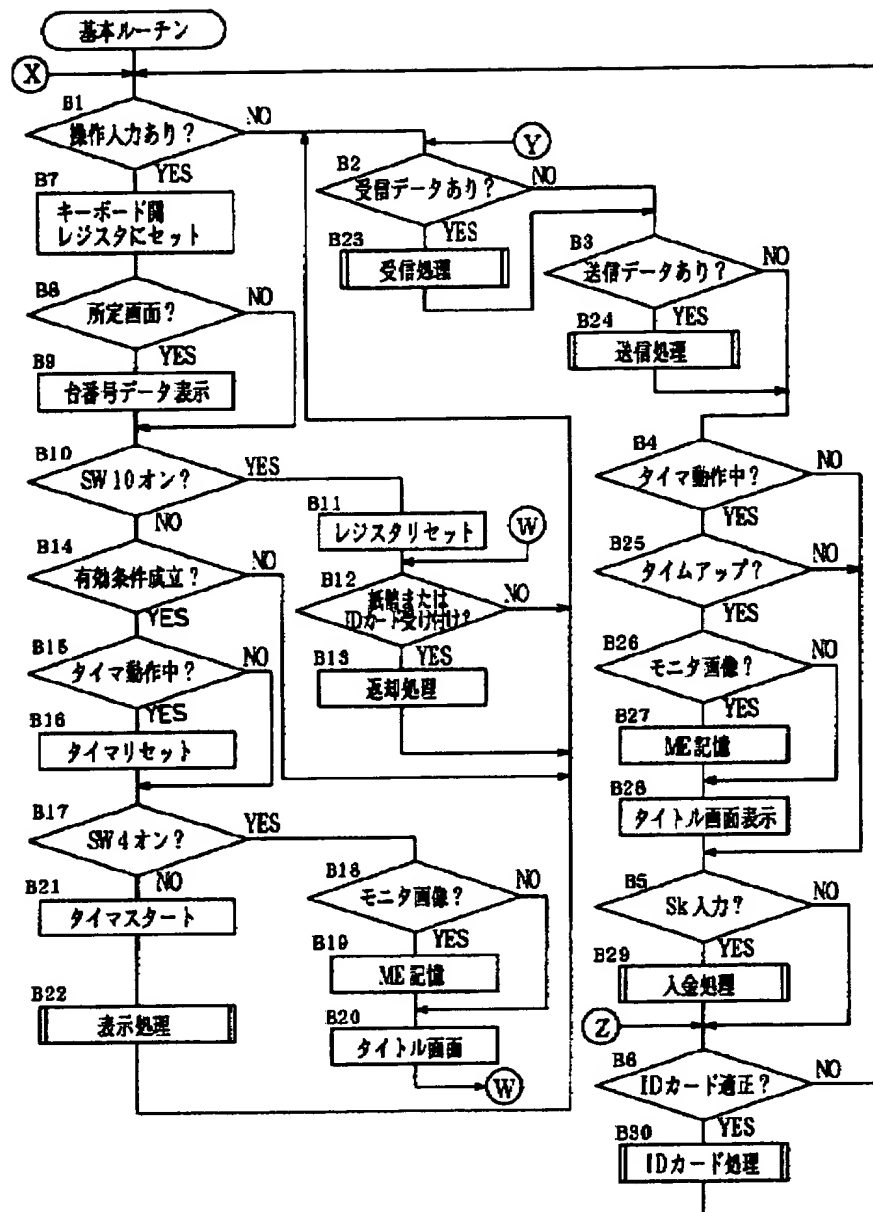 基本ルーチン
X
B1
操作入力あり?
NO
YES
B7
キーボード開
レジスタにセット
B8
所定画面?
NO
YES
B9
台番号データ表示
B10
SW10オン?
YES
NO
B11
レジスタリセット
W
B12
紙幣または
IDカード受け付け?
NO
YES
B13
返却処理
B14
有効条件成立?
NO
YES
B15
タイマ動作中?
NO
YES
B16
タイマリセット
B17
SW4オン?
YES
NO
B18
モニタ画像?
NO
YES
B19
ME記憶
B20
タイトル画面
W
B21
タイマスタート
B22
表示処理
Y
B2
受信データあり?
NO
YES
B23
受信処理
B3
送信データあり?
NO
YES
B24
送信処理
B4
タイマ動作中?
NO
YES
B25
タイムアップ?
NO
YES
B26
モニタ画像?
NO
YES
B27
ME記憶
B28
タイトル画面表示
B5
Sk入力?
NO
YES
B29
入金処理
Z
B6
IDカード適正?
NO
YES
B30
IDカード処理